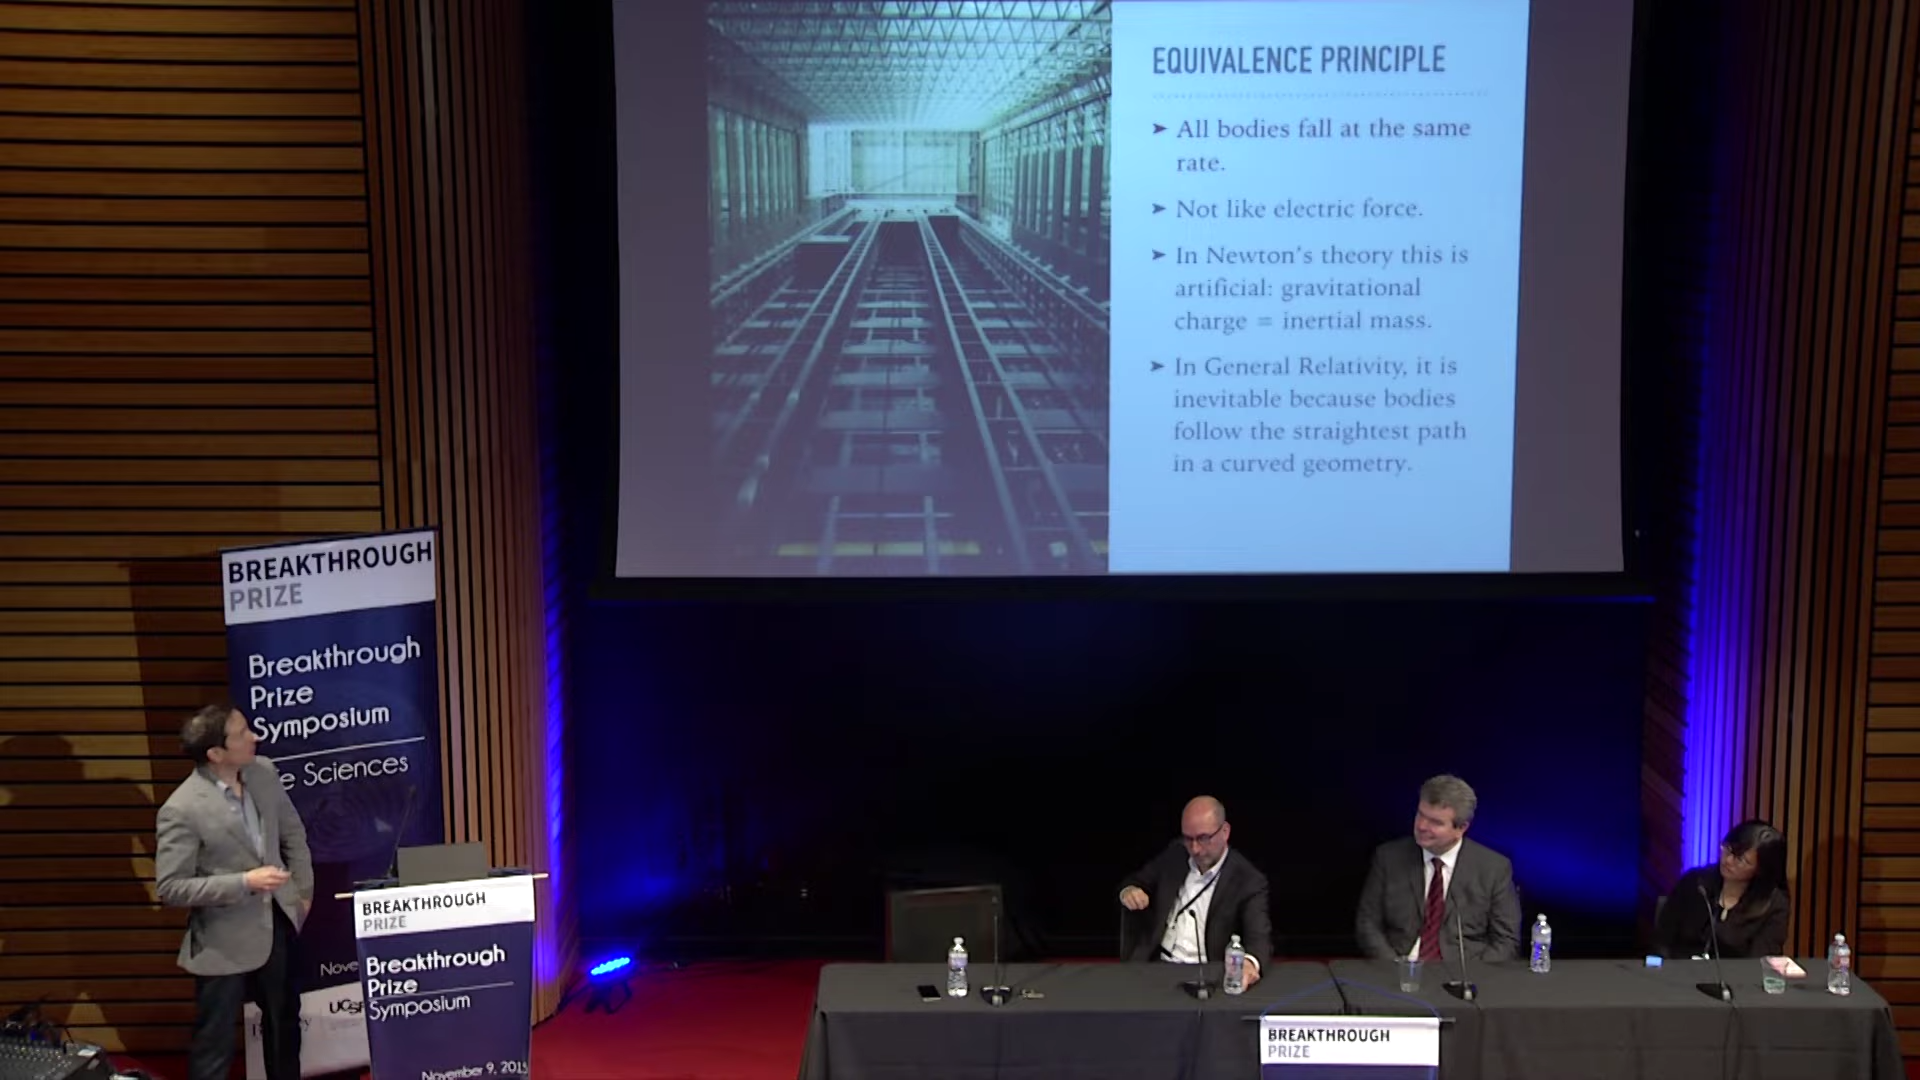 EQUIVALENCE PRINCIPLE
➤ All bodies fall at the same
rate.
➤ Not like electric force.
➤ In Newton's theory this is
artificial: gravitational
charge = inertial mass.
➤ In General Relativity, it is
inevitable because bodies
follow the straightest path
in a curved geometry.
BREAKTHROUGH
PRIZE
Breakthrough
Prize
Symposium
e Sciences
Nove
UCSF
BREAKTHROUGH
PRIZE
Breakthrough
Prize
Symposium
November 9, 2015
BREAKTHROUGH
PRIZE